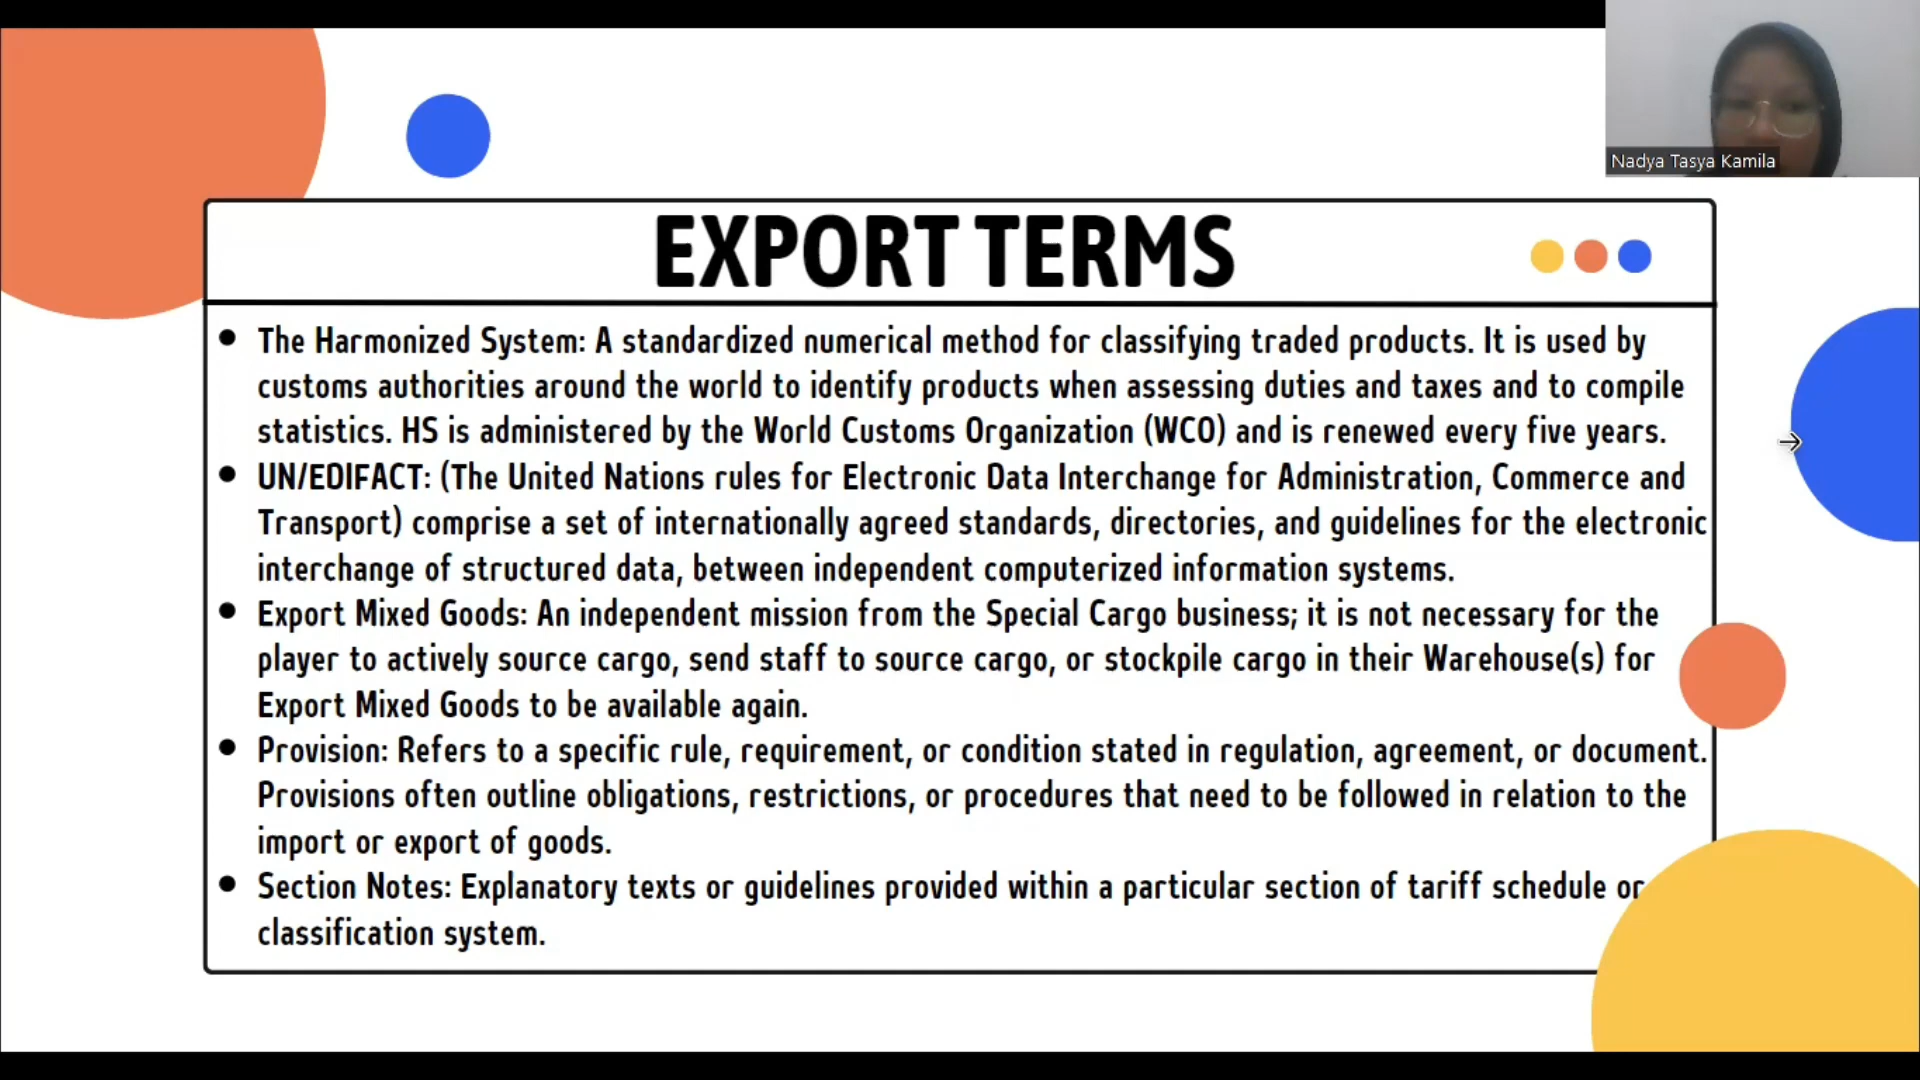 Nadya Tasya Kamila
EXPORT TERMS
• The Harmonized System: A standardized numerical method for classifying traded products. It is used by
customs authorities around the world to identify products when assessing duties and taxes and to compile
statistics. HS is administered by the World Customs Organization (WCO) and is renewed every five years.
• UN/EDIFACT: (The United Nations rules for Electronic Data Interchange for Administration, Commerce and
Transport) comprise a set of internationally agreed standards, directories, and guidelines for the electronic
interchange of structured data, between independent computerized information systems.
• Export Mixed Goods: An independent mission from the Special Cargo business; it is not necessary for the
player to actively source cargo, send staff to source cargo, or stockpile cargo in their Warehouse(s) for
Export Mixed Goods to be available again.
• Provision: Refers to a specific rule, requirement, or condition stated in regulation, agreement, or document.
Provisions often outline obligations, restrictions, or procedures that need to be followed in relation to the
import or export of goods.
• Section Notes: Explanatory texts or guidelines provided within a particular section of tariff schedule or
classification system.